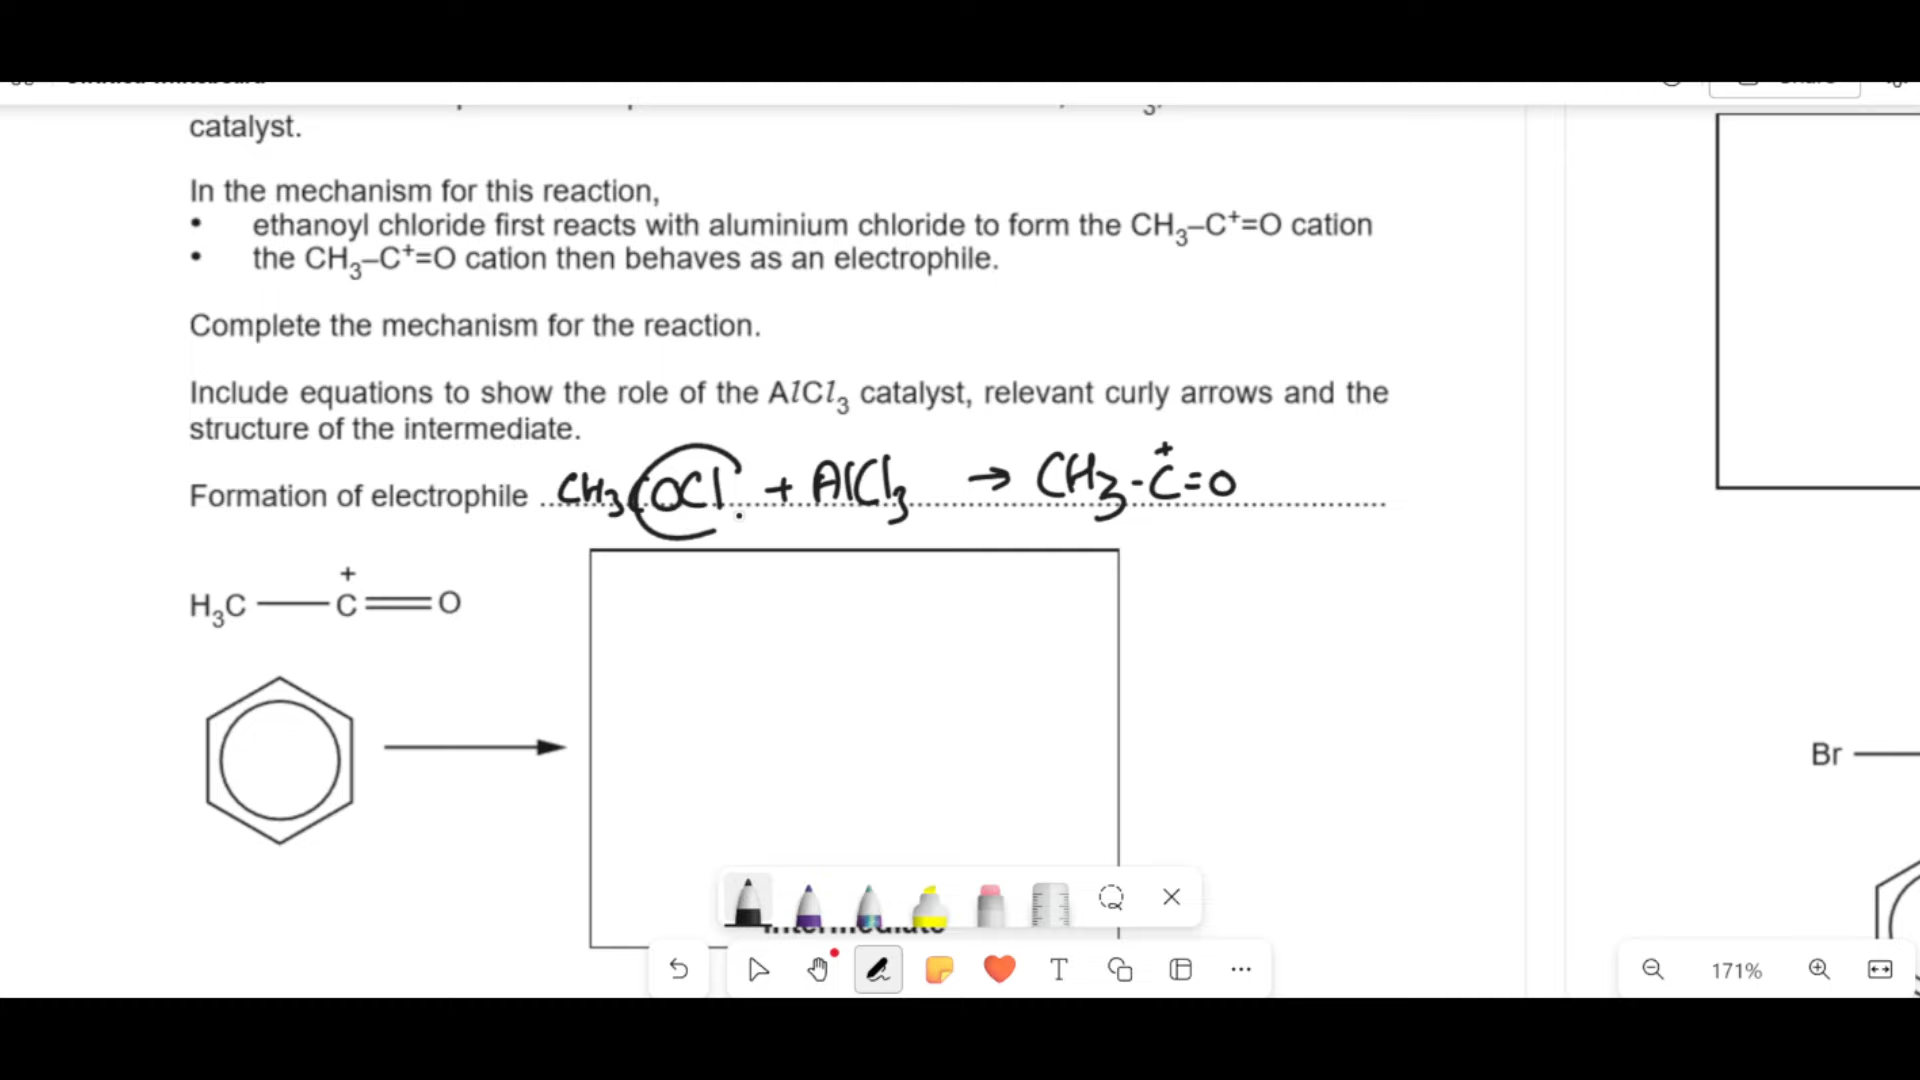 catalyst.
In the mechanism for this reaction,
• ethanoyl chloride first reacts with aluminium chloride to form the CH₃–C⁺=O cation
• the CH₃–C⁺=O cation then behaves as an electrophile.
Complete the mechanism for the reaction.
Include equations to show the role of the AlCl₃ catalyst, relevant curly arrows and the
structure of the intermediate.
Formation of electrophile CH₃COCl + AlCl₃ → CH₃-C⁺=O
+
H₃C — C = O
Br
171%